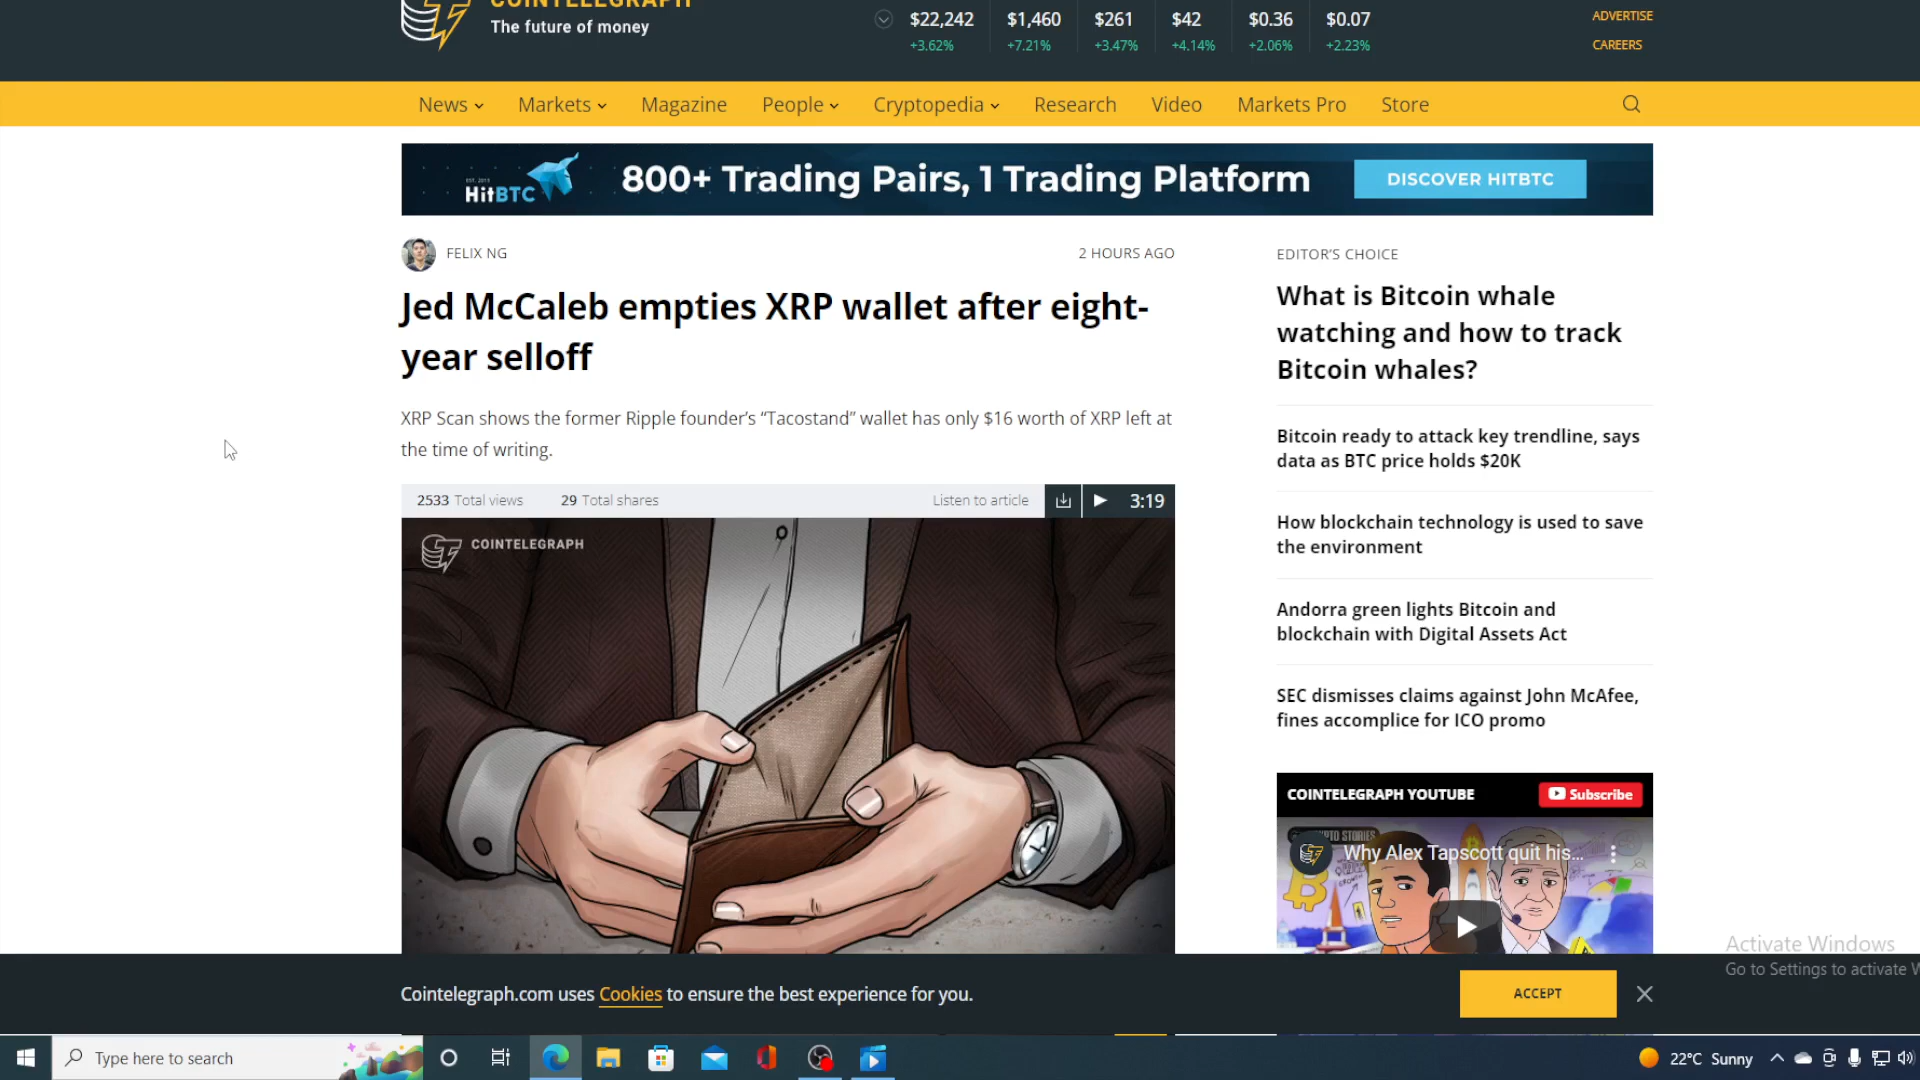 COINTELEGRAPH
The future of money
$22,242 $1,460 $261 $42 $0.36 $0.07
+3.62% +7.21% +3.47% +4.14% +2.06% +2.23%
ADVERTISE
CAREERS
News Markets Magazine People Cryptopedia Research Video Markets Pro Store
HitBTC
800+ Trading Pairs, 1 Trading Platform
DISCOVER HITBTC
FELIX NG
2 HOURS AGO
Jed McCaleb empties XRP wallet after eight-
year selloff
XRP Scan shows the former Ripple founder's “Tacostand” wallet has only $16 worth of XRP left at
the time of writing.
2533 Total views 29 Total shares Listen to article 3:19
COINTELEGRAPH
EDITOR'S CHOICE
What is Bitcoin whale
watching and how to track
Bitcoin whales?
Bitcoin ready to attack key trendline, says
data as BTC price holds $20K
How blockchain technology is used to save
the environment
Andorra green lights Bitcoin and
blockchain with Digital Assets Act
SEC dismisses claims against John McAfee,
fines accomplice for ICO promo
COINTELEGRAPH YOUTUBE
Subscribe
Why Alex Tapscott quit his...
Activate Windows
Go to Settings to activate
Cointelegraph.com uses Cookies to ensure the best experience for you.
ACCEPT
Type here to search
22°C Sunny